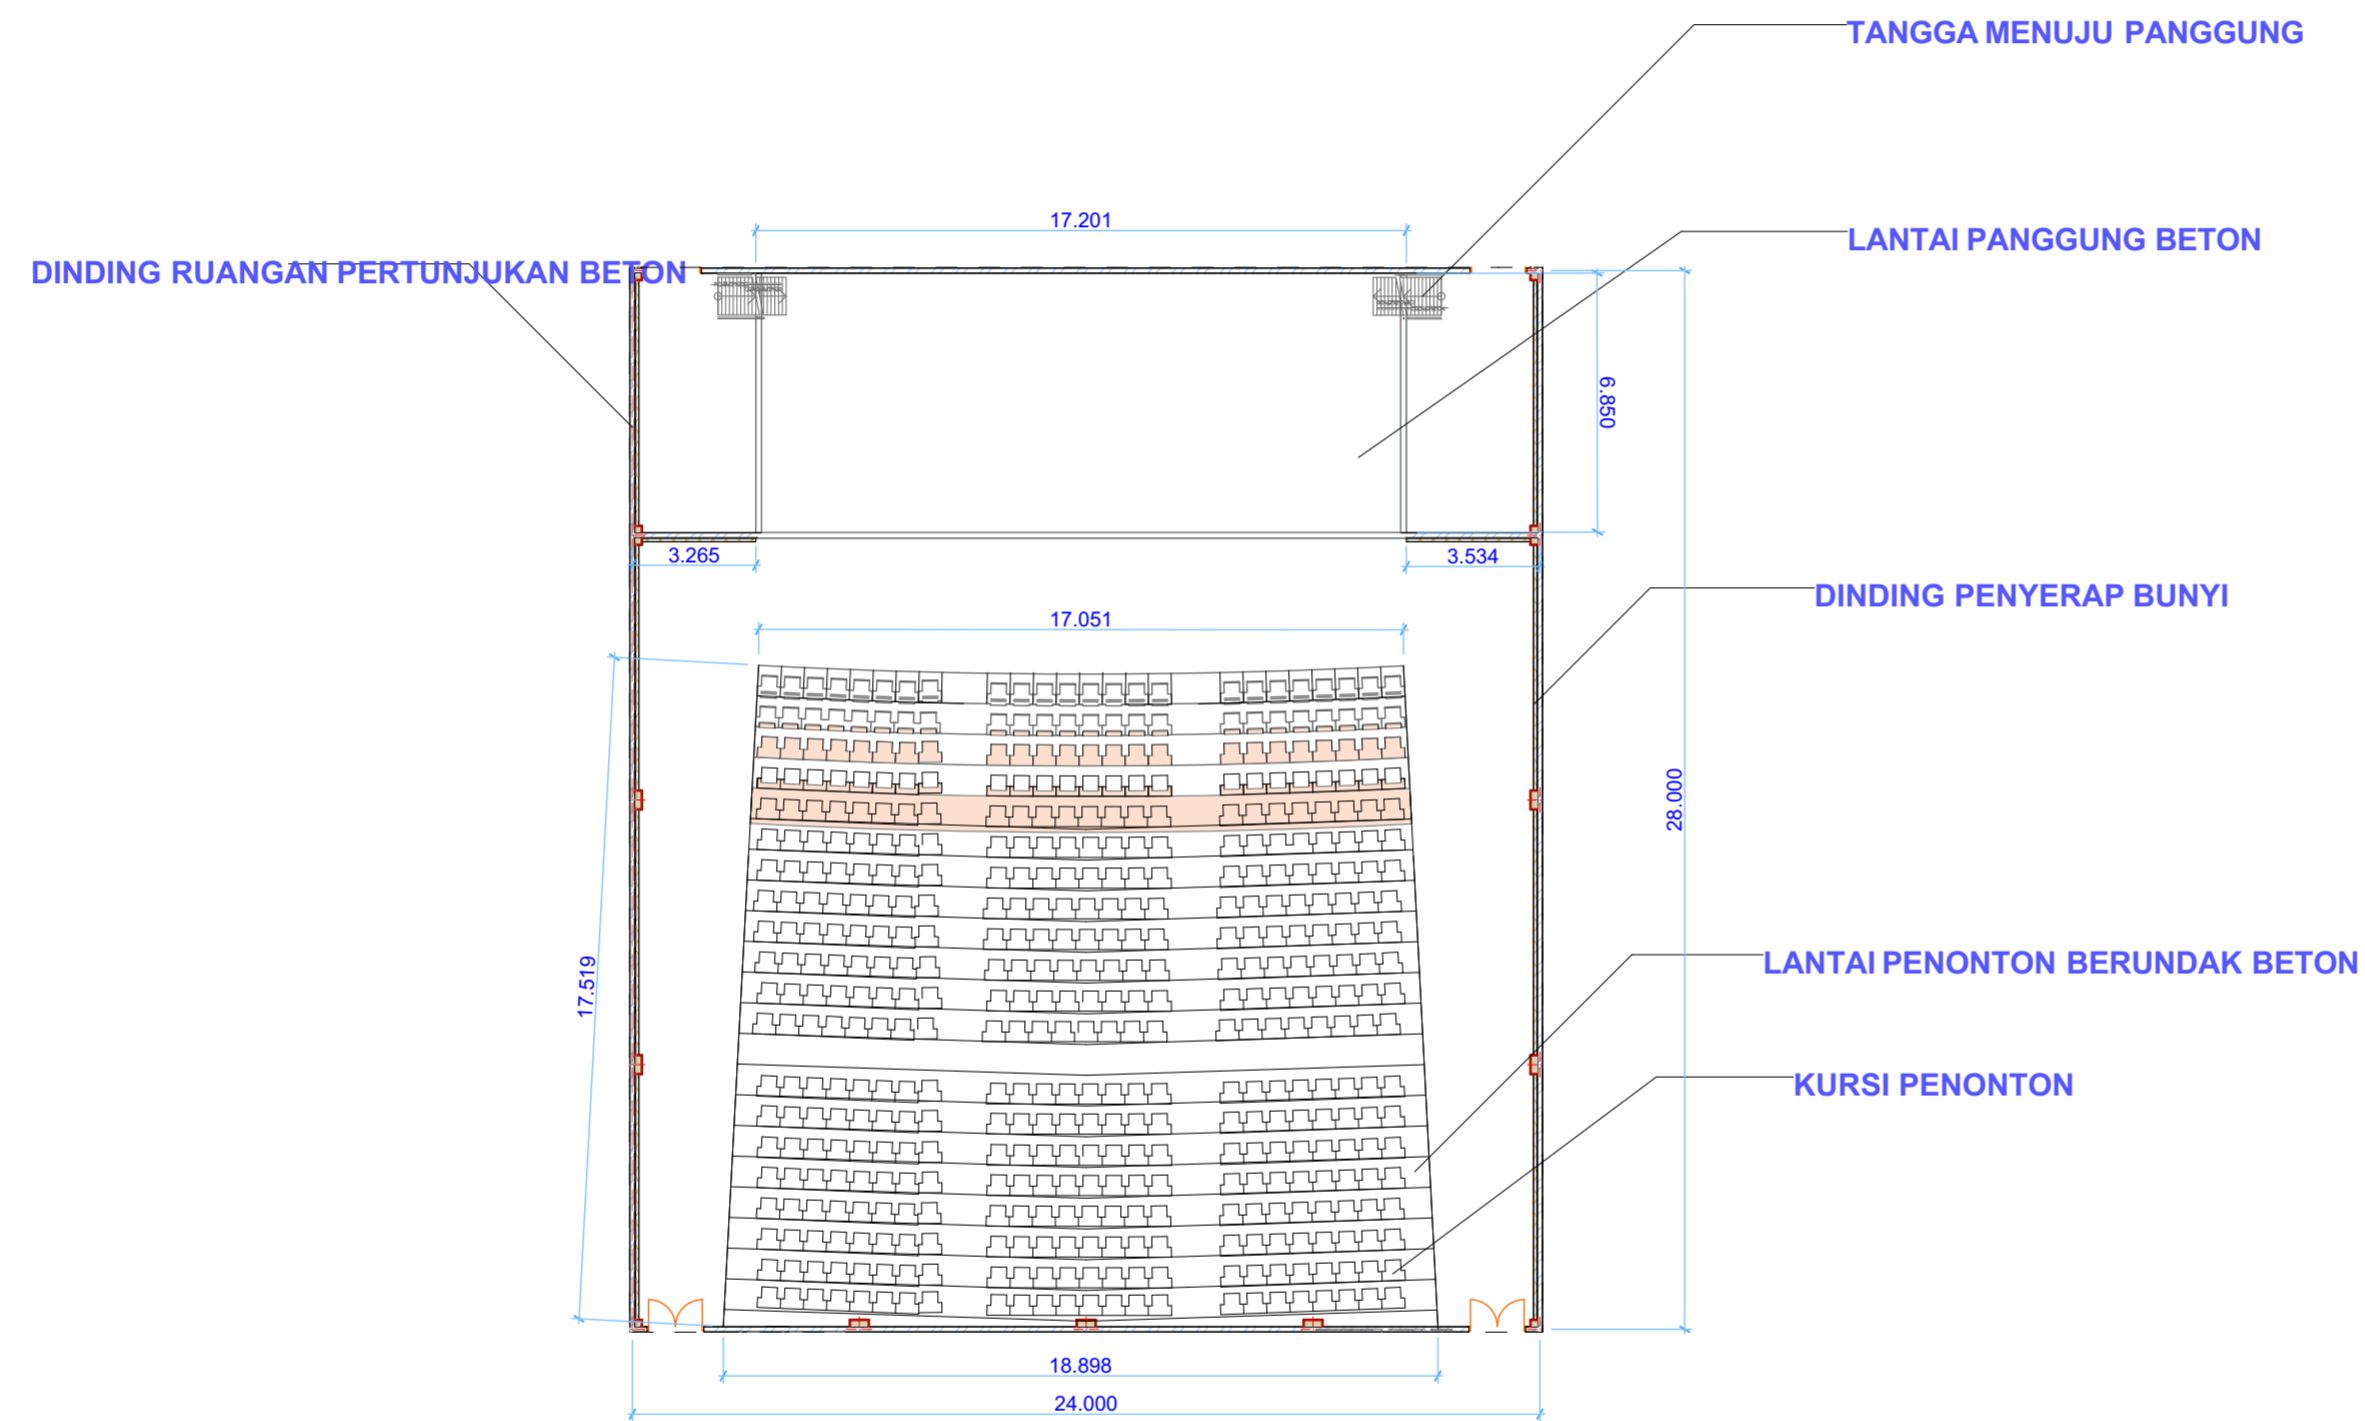 TANGGA MENUJU PANGGUNG
17.201
LANTAI PANGGUNG BETON
DINDING RUANGAN PERTUNJUKAN BETON
6.850
3.265
3.534
DINDING PENYERAP BUNYI
17.051
28.000
LANTAI PENONTON BERUNDAK BETON
17.519
KURSI PENONTON
18.898
24.000